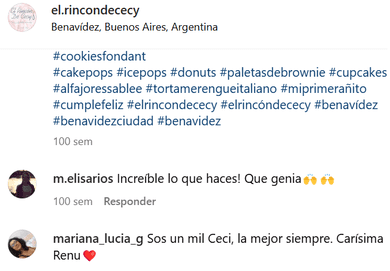 el.rincondececy
Benavídez, Buenos Aires, Argentina
#cookiesfondant
#cakepops #icepops #donuts #paletasdebrownie #cupcakes
#alfajoressablee #tortamerengueitaliano #miprimerañito
#cumplefeliz #elrincondececy #elrincóndececy #benavídez
#benavidezciudad #benavidez
100 sem
m.elisarios Increíble lo que haces! Que genia🙌 🙌
100 sem Responder
mariana_lucia_g Sos un mil Ceci, la mejor siempre. Carísima
Renu❤️